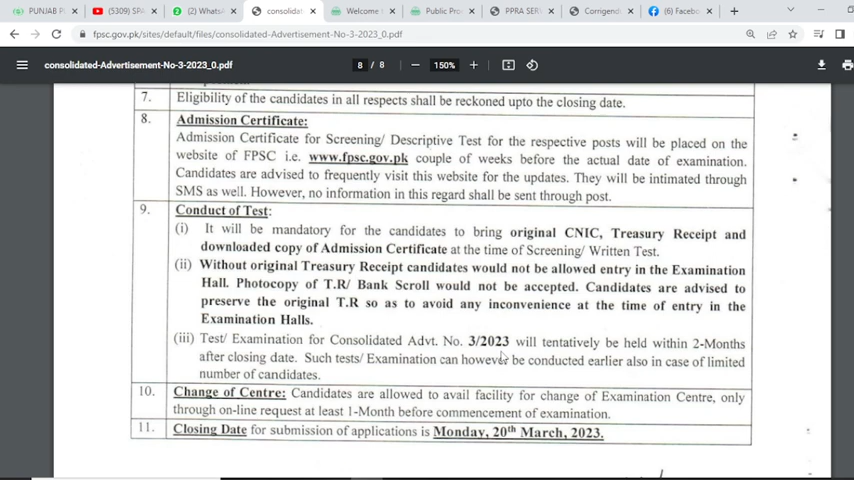 PUNJAB P
(5309) SPA
(2) WhatsA
consolidat
Welcome
Public Pro
PPRA SER
Corrigend
(6) Facebo
fpsc.gov.pk/sites/default/files/consolidated-Advertisement-No-3-2023_0.pdf
consolidated-Advertisement-No-3-2023_0.pdf
8 / 8
150%
7. Eligibility of the candidates in all respects shall be reckoned upto the closing date.
8. Admission Certificate:
Admission Certificate for Screening/ Descriptive Test for the respective posts will be placed on the
website of FPSC i.e. www.fpsc.gov.pk couple of weeks before the actual date of examination.
Candidates are advised to frequently visit this website for the updates. They will be intimated through
SMS as well. However, no information in this regard shall be sent through post.
9. Conduct of Test:
(i) It will be mandatory for the candidates to bring original CNIC, Treasury Receipt and
downloaded copy of Admission Certificate at the time of Screening/ Written Test.
(ii) Without original Treasury Receipt candidates would not be allowed entry in the Examination
Hall. Photocopy of T.R/ Bank Scroll would not be accepted. Candidates are advised to
preserve the original T.R so as to avoid any inconvenience at the time of entry in the
Examination Halls.
(iii) Test/ Examination for Consolidated Advt. No. 3/2023 will tentatively be held within 2-Months
after closing date. Such tests/ Examination can however be conducted earlier also in case of limited
number of candidates.
10. Change of Centre: Candidates are allowed to avail facility for change of Examination Centre, only
through on-line request at least 1-Month before commencement of examination.
11. Closing Date for submission of applications is Monday, 20th March, 2023.